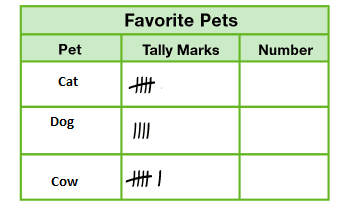 Favorite Pets
Pet Tally Marks Number
Cat
Dog
Cow